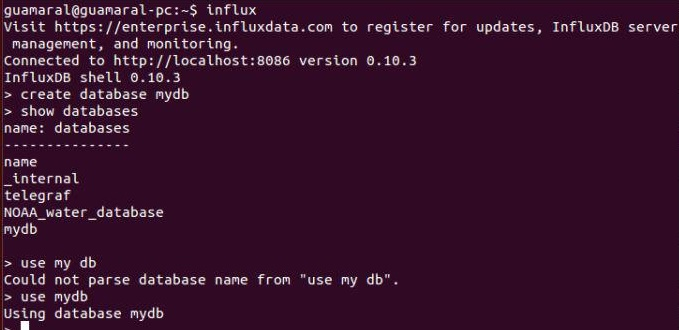 guamaral@guamaral-pc:~$ influx
Visit https://enterprise.influxdata.com to register for updates, InfluxDB server
 management, and monitoring.
Connected to http://localhost:8086 version 0.10.3
InfluxDB shell 0.10.3
> create database mydb
> show databases
name: databases
---------------
name
_internal
telegraf
NOAA_water_database
mydb

> use my db
Could not parse database name from "use my db".
> use mydb
Using database mydb
>